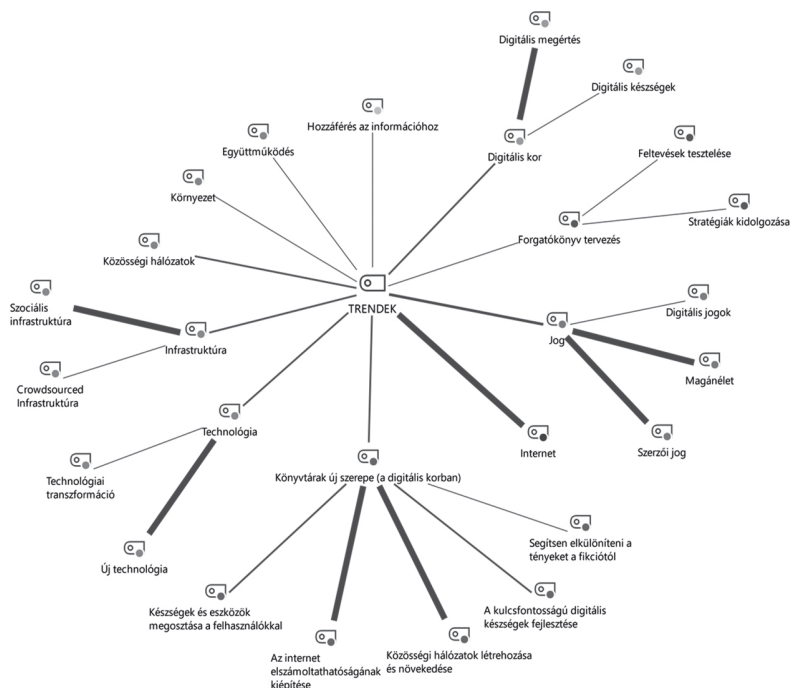 Digitális megértés
Digitális készségek
Hozzáférés az információhoz
Együttműködés
Digitális kor
Feltevések tesztelése
Környezet
Stratégiák kidolgozása
Forgatókönyv tervezés
Közösségi hálózatok
Szociális
infrastruktúra
TRENDEK
Digitális jogok
Jog
Infrastruktúra
Magánélet
Crowdsourced
Infrastruktúra
Technológia
Internet
Szerzői jog
Technológiai
transzformáció
Könyvtárak új szerepe (a digitális korban)
Új technológia
Segítsen elkülöníteni a
tényeket a fikciótól
Készségek és eszközök
megosztása a felhasználókkal
A kulcsfontosságú digitális
készségek fejlesztése
Az internet
elszámoltathatóságának
kiépítése
Közösségi hálózatok létrehozása
és növekedése